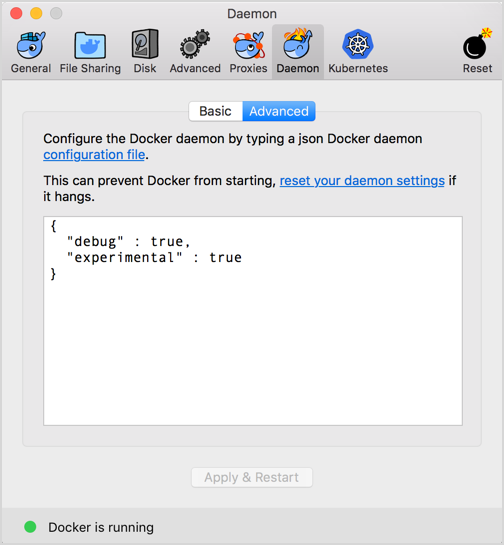 Daemon
General
File Sharing
Disk
Advanced
Proxies
Daemon
Kubernetes
Reset
Basic
Advanced
Configure the Docker daemon by typing a json Docker daemon
configuration file.
This can prevent Docker from starting, reset your daemon settings if
it hangs.
{
  "debug" : true,
  "experimental" : true
}
Apply & Restart
Docker is running